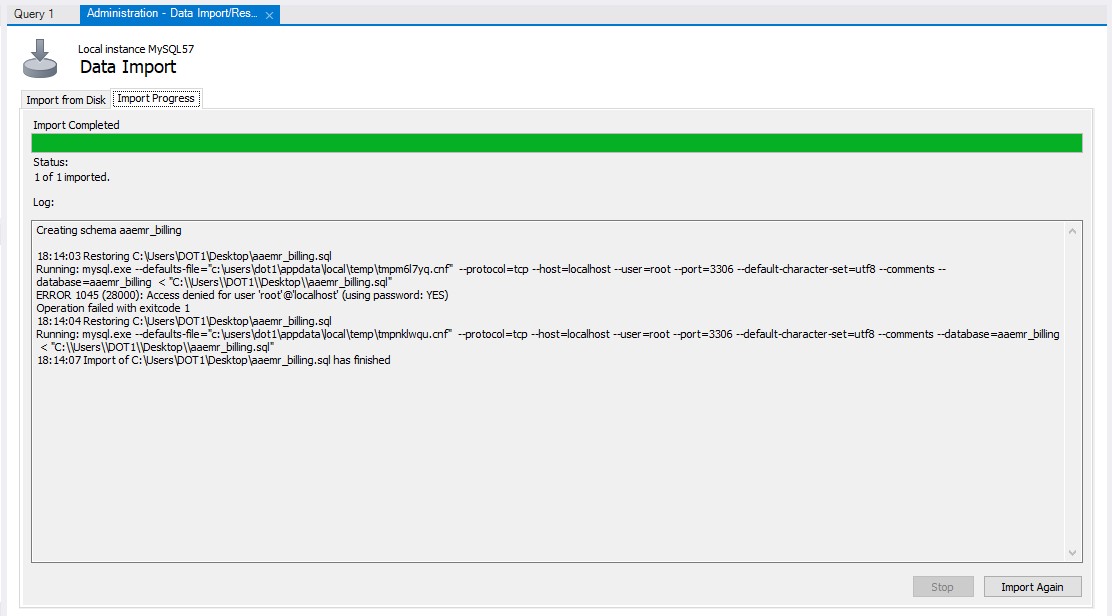 Query 1
Administration - Data Import/Res...
Local instance MySQL57
Data Import
Import from Disk
Import Progress
Import Completed
Status:
1 of 1 imported.
Log:
Creating schema aaemr_billing
18:14:03 Restoring C:\Users\DOT1\Desktop\aaemr_billing.sql
Running: mysql.exe --defaults-file="c:\users\dot1\appdata\local\temp\tmpm6l7yq.cnf"  --protocol=tcp --host=localhost --user=root --port=3306 --default-character-set=utf8 --comments --
database=aaemr_billing  < "C:\\Users\\DOT1\\Desktop\\aaemr_billing.sql"
ERROR 1045 (28000): Access denied for user 'root'@'localhost' (using password: YES)
Operation failed with exitcode 1
18:14:04 Restoring C:\Users\DOT1\Desktop\aaemr_billing.sql
Running: mysql.exe --defaults-file="c:\users\dot1\appdata\local\temp\tmpnklwqu.cnf"  --protocol=tcp --host=localhost --user=root --port=3306 --default-character-set=utf8 --comments --database=aaemr_billing
< "C:\\Users\\DOT1\\Desktop\\aaemr_billing.sql"
18:14:07 Import of C:\Users\DOT1\Desktop\aaemr_billing.sql has finished
Stop
Import Again